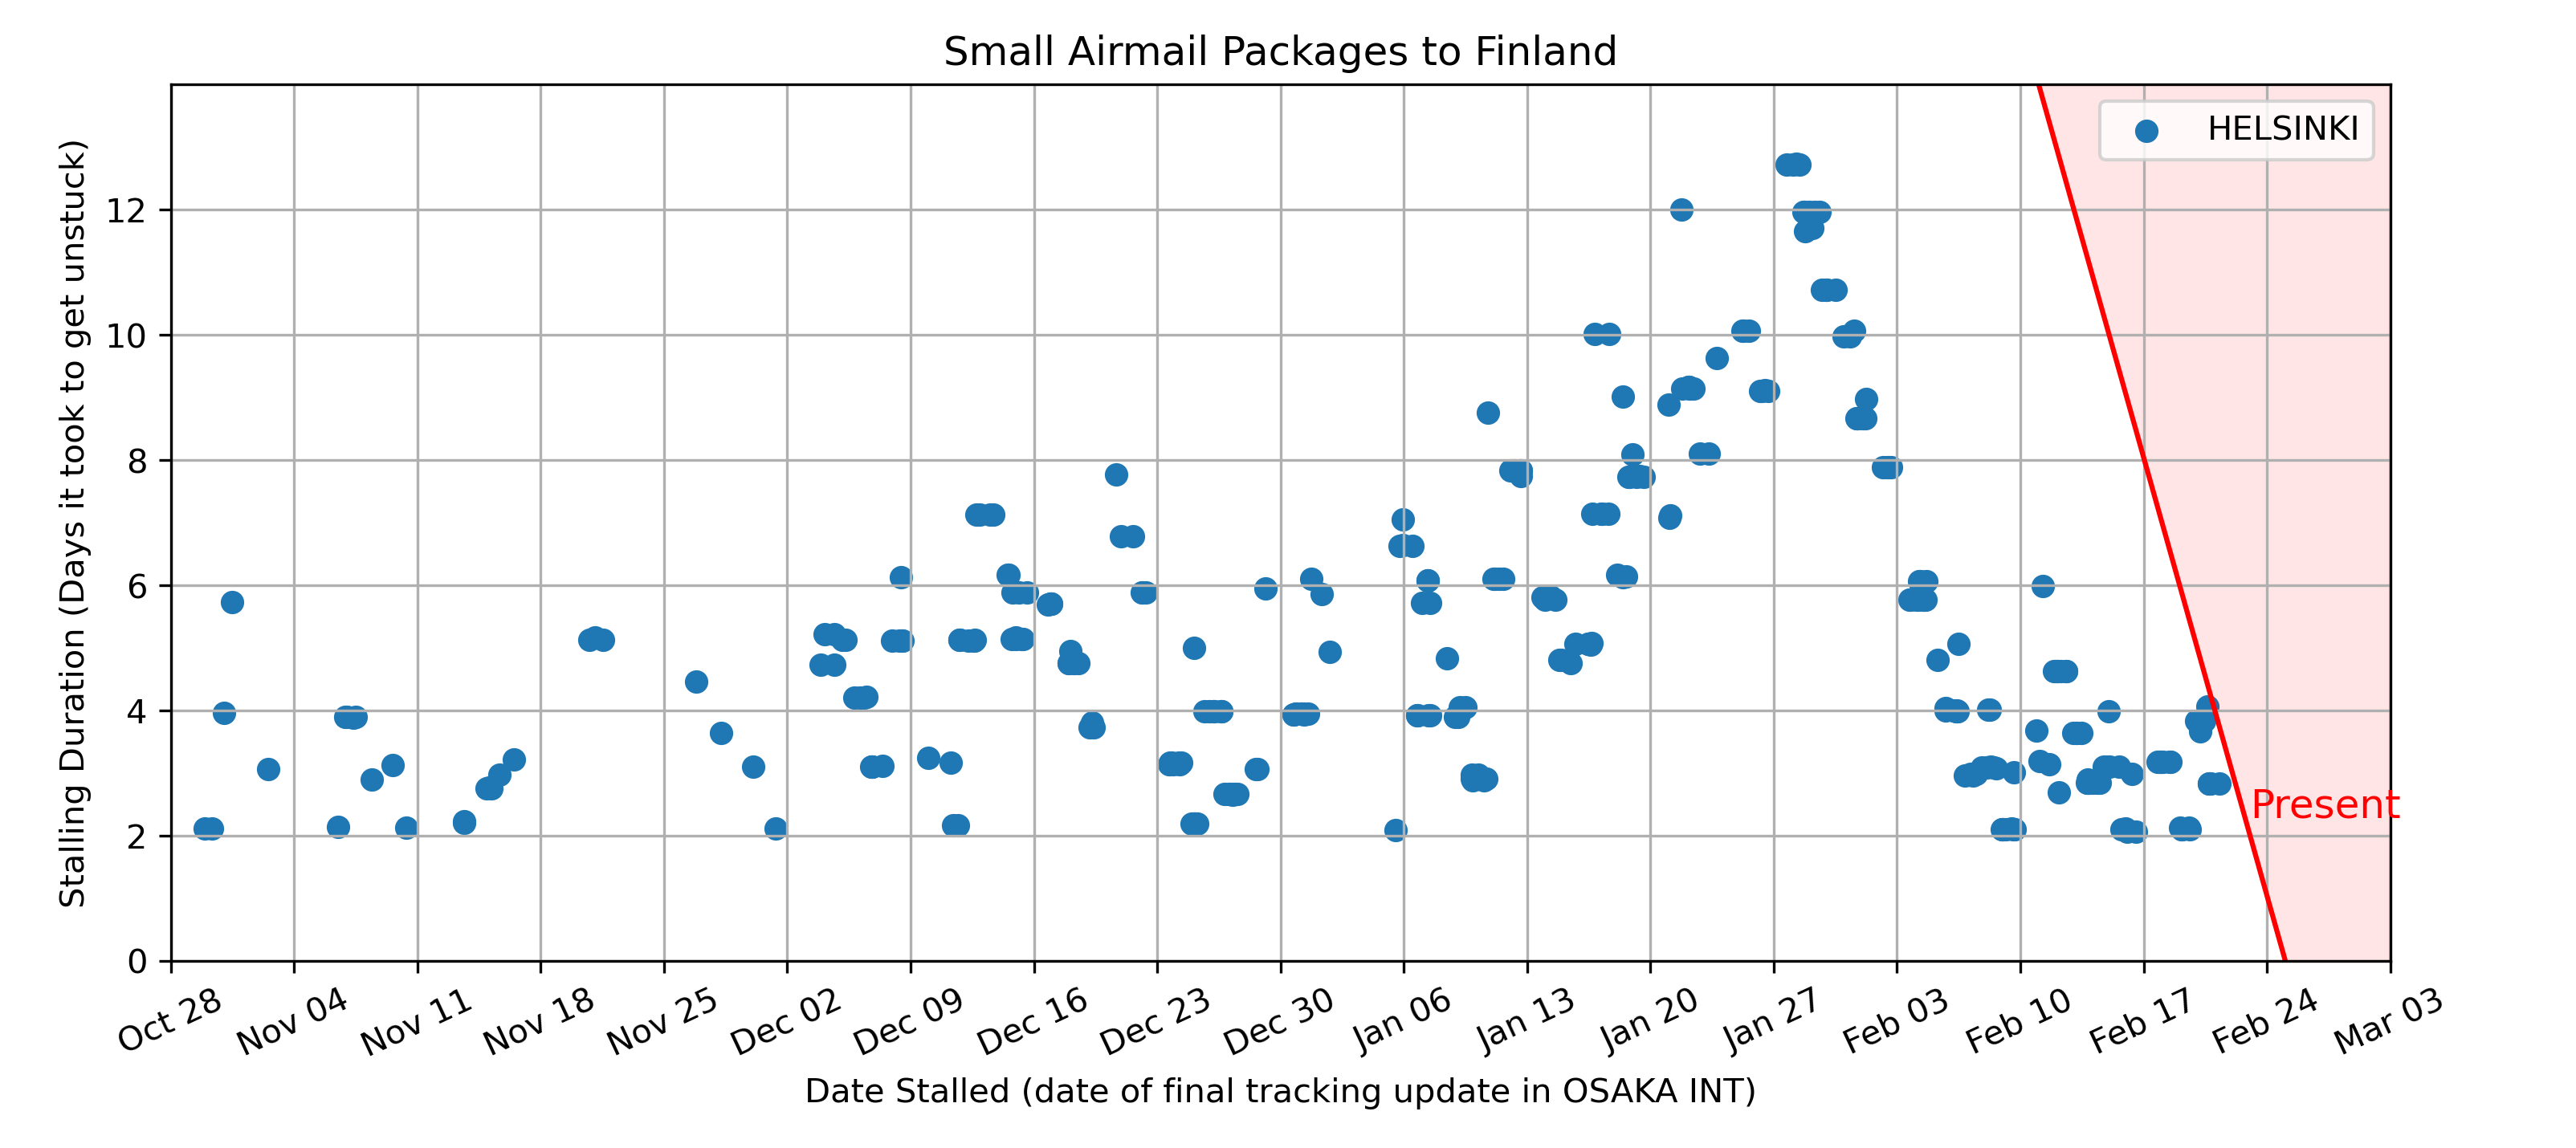 Small Airmail Packages to Finland
HELSINKI
Stalling Duration (Days it took to get unstuck)
12
10
8
6
4
2
0
Present
Oct 28 Nov 04 Nov 11 Nov 18 Nov 25 Dec 02 Dec 09 Dec 16 Dec 23 Dec 30 Jan 06 Jan 13 Jan 20 Jan 27 Feb 03 Feb 10 Feb 17 Feb 24 Mar 03
Date Stalled (date of final tracking update in OSAKA INT)